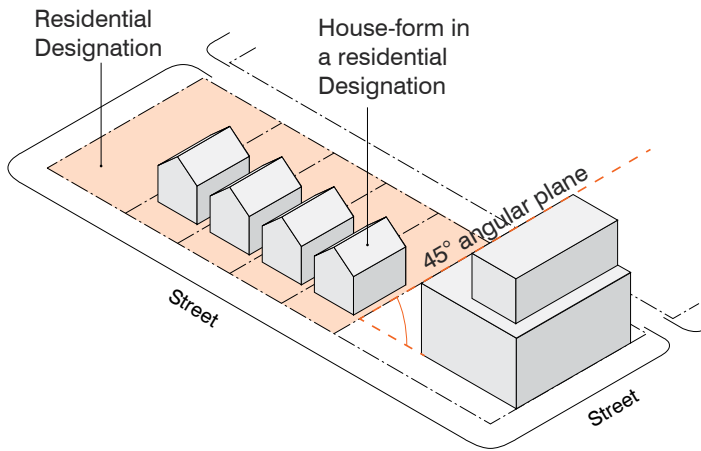 Residential
Designation
House-form in
a residential
Designation
45° angular plane
Street
Street